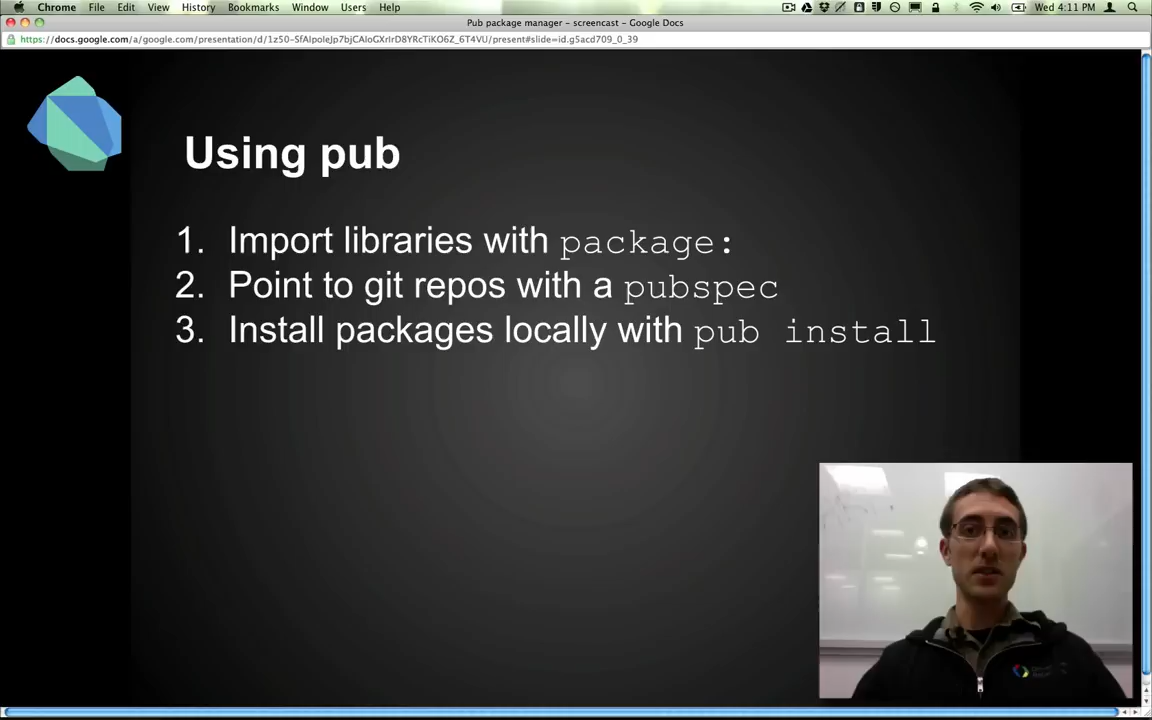 Chrome File Edit View History Bookmarks Window Users Help Wed 4:11 PM
Pub package manager – screencast – Google Docs
Using pub
1. Import libraries with package:
2. Point to git repos with a pubspec
3. Install packages locally with pub install